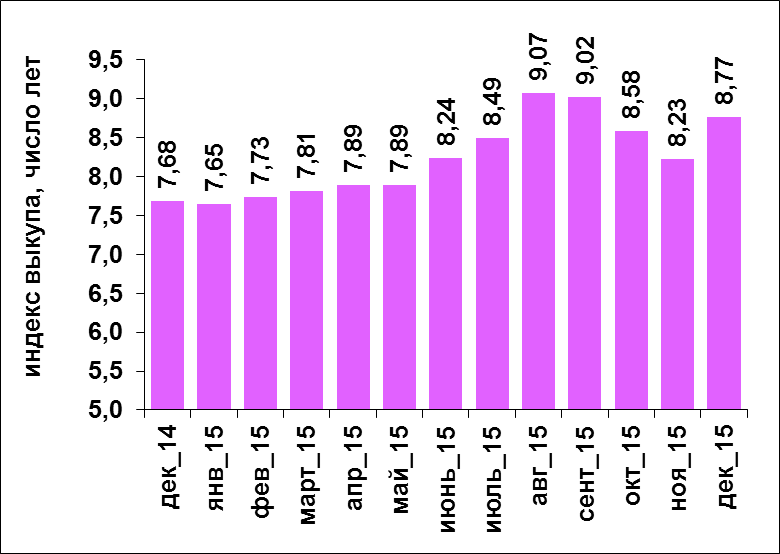 индекс выкупа, число лет
9,5
9,0
8,5
8,0
7,5
7,0
6,5
6,0
5,5
5,0
7,68
7,65
7,73
7,81
7,89
7,89
8,24
8,49
9,07
9,02
8,58
8,23
8,77
дек_14
янв_15
фев_15
март_15
апр_15
май_15
июнь_15
июль_15
авг_15
сент_15
окт_15
ноя_15
дек_15